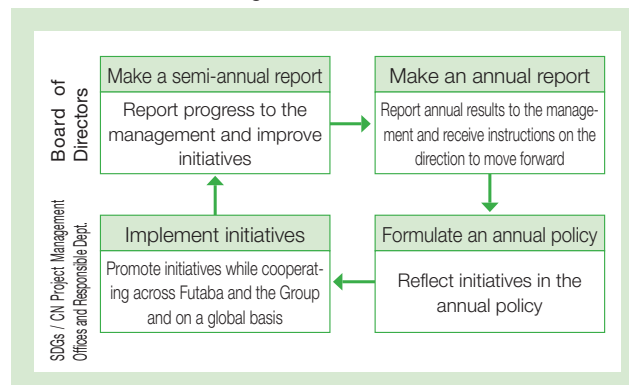 Board of
Directors
Make a semi-annual report
Report progress to the
management and improve
initiatives
Make an annual report
Report annual results to the manage-
ment and receive instructions on the
direction to move forward
SDGs / CN Project Management
Offices and Responsible Dept.
Implement initiatives
Promote initiatives while cooperat-
ing across Futaba and the Group
and on a global basis
Formulate an annual policy
Reflect initiatives in the
annual policy